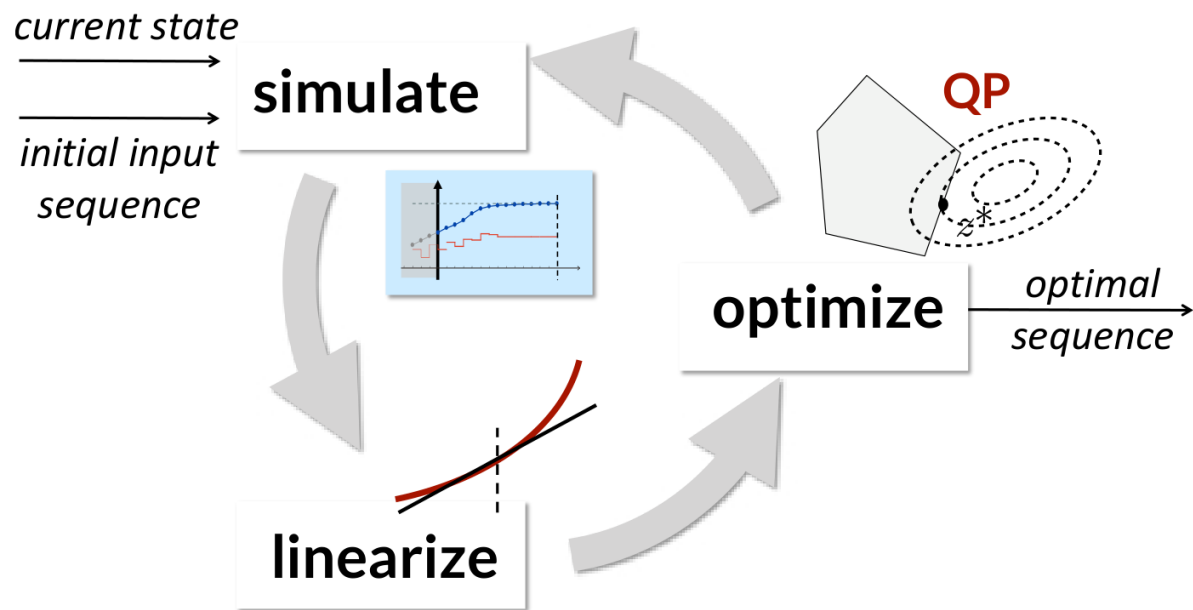 current state
simulate
initial input
sequence
QP
z*
optimize
optimal
sequence
linearize